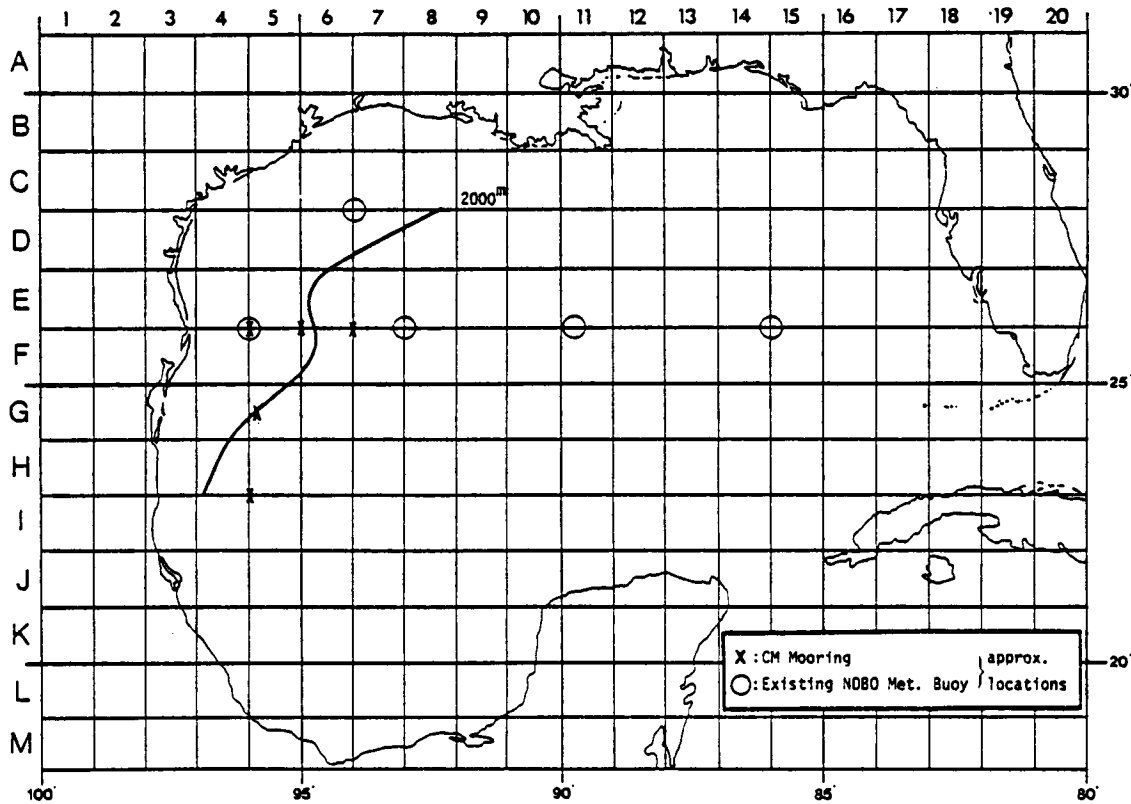 1 2 3 4 5 6 7 8 9 10 11 12 13 14 15 16 17 18 19 20
A
30°
B
C
2000m
D
E
F
25°
G
H
I
J
K
X :CM Mooring
O :Existing NDBO Met. Buoy } approx. locations
20°
L
M
100° 95° 90° 85° 80°